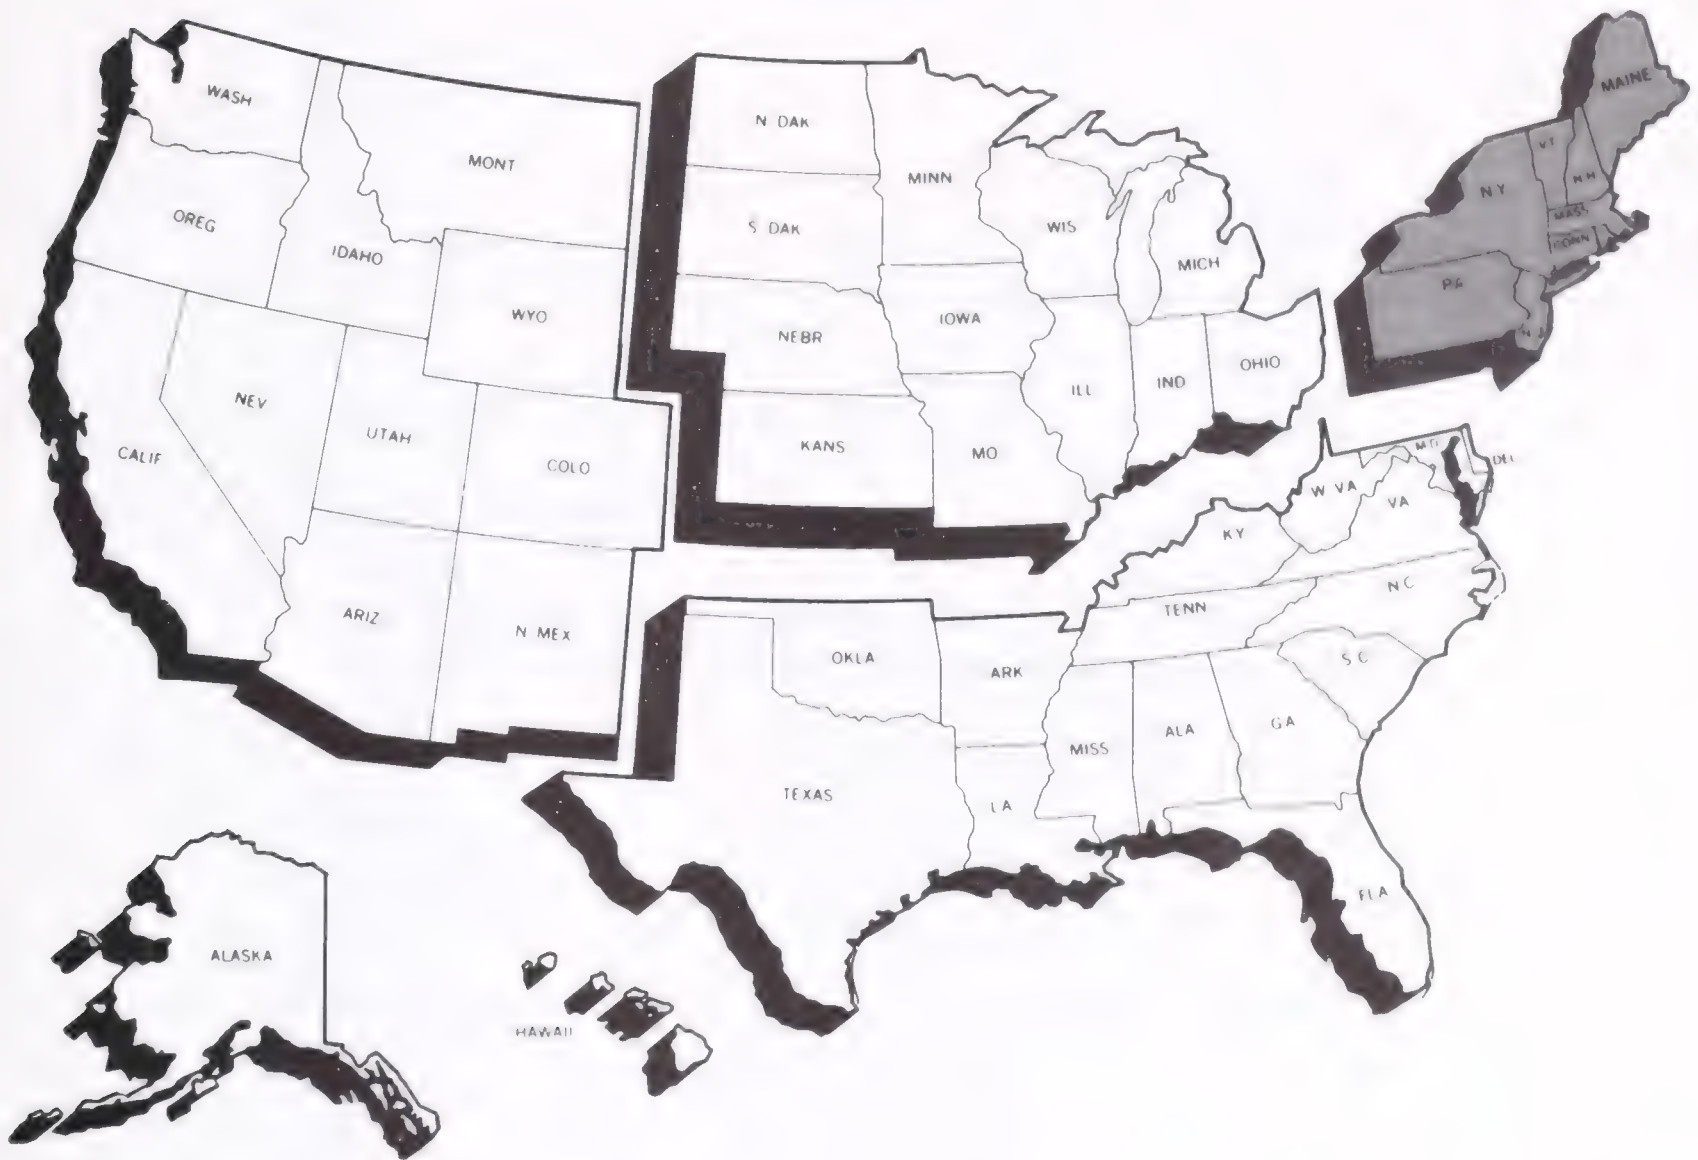 WASH
MONT
OREG
IDAHO
WYO
NEV
UTAH
CALIF
COLO
ARIZ
N MEX
N DAK
MINN
S DAK
WIS
MICH
NEBR
IOWA
ILL
IND
OHIO
KANS
MO
MAINE
VT
NH
NY
MASS
CONN
PA
NJ
MD
DEL
W VA
VA
KY
NC
TENN
SC
OKLA
ARK
MISS
ALA
GA
TEXAS
LA
FLA
ALASKA
HAWAII